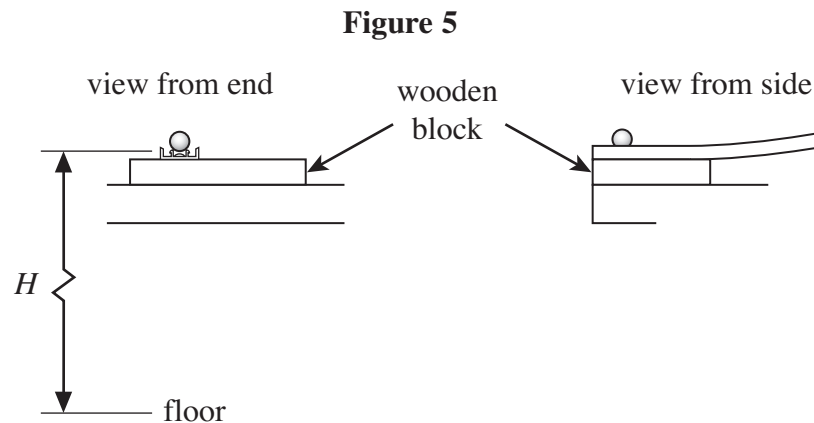 Figure 5
view from end
wooden
block
view from side
H
floor